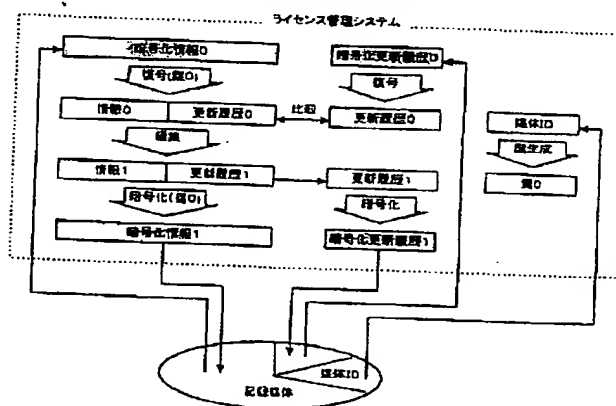 ライセンス管理システム
暗号化情報0
暗号化更新履歴0
復号(鍵0)
復号
情報0
更新履歴0
比較
更新履歴0
媒体ID
編集
鍵生成
情報1
更新履歴1
更新履歴1
鍵0
暗号化(鍵0)
暗号化
暗号化情報1
暗号化更新履歴1
媒体ID
記録媒体